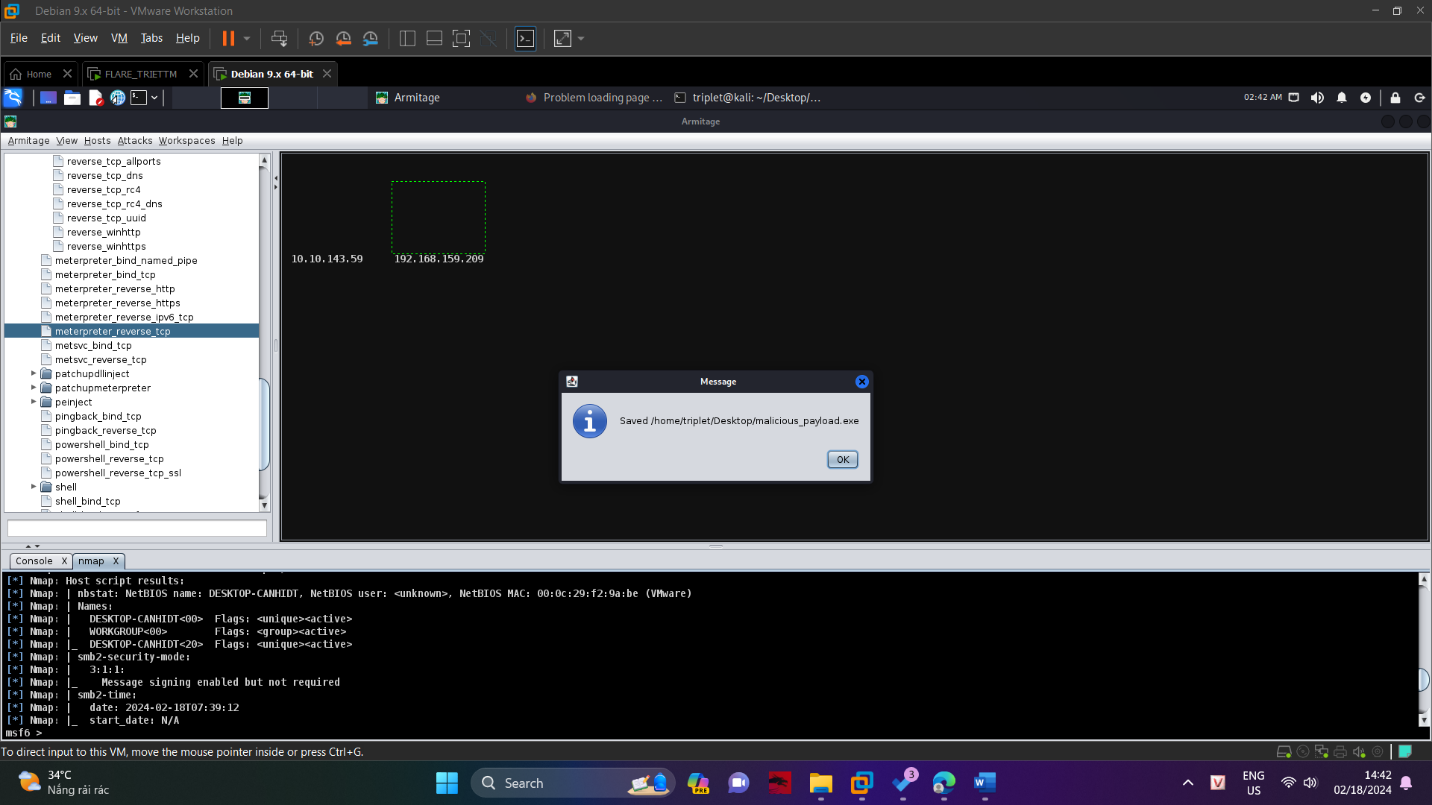 Debian 9.x 64-bit - VMware Workstation
File Edit View VM Tabs Help
Home FLARE_TRIETTM Debian 9.x 64-bit
Armitage Problem loading page ... triplet@kali: ~/Desktop/... 02:42 AM
Armitage
Armitage View Hosts Attacks Workspaces Help
reverse_tcp_allports
reverse_tcp_dns
reverse_tcp_rc4
reverse_tcp_rc4_dns
reverse_tcp_uuid
reverse_winhttp
reverse_winhttps
meterpreter_bind_named_pipe
meterpreter_bind_tcp
meterpreter_reverse_http
meterpreter_reverse_https
meterpreter_reverse_ipv6_tcp
meterpreter_reverse_tcp
metsvc_bind_tcp
metsvc_reverse_tcp
patchupdllinject
patchupmeterpreter
peinject
pingback_bind_tcp
pingback_reverse_tcp
powershell_bind_tcp
powershell_reverse_tcp
powershell_reverse_tcp_ssl
shell
shell_bind_tcp
10.10.143.59 192.168.159.209
Message
Saved /home/triplet/Desktop/malicious_payload.exe
OK
Console X nmap X
[*] Nmap: Host script results:
[*] Nmap: | nbstat: NetBIOS name: DESKTOP-CANHIDT, NetBIOS user: <unknown>, NetBIOS MAC: 00:0c:29:f2:9a:be (VMware)
[*] Nmap: | Names:
[*] Nmap: |   DESKTOP-CANHIDT<00>  Flags: <unique><active>
[*] Nmap: |   WORKGROUP<00>        Flags: <group><active>
[*] Nmap: |_  DESKTOP-CANHIDT<20>  Flags: <unique><active>
[*] Nmap: | smb2-security-mode:
[*] Nmap: |   3:1:1:
[*] Nmap: |_    Message signing enabled but not required
[*] Nmap: | smb2-time:
[*] Nmap: |   date: 2024-02-18T07:39:12
[*] Nmap: |_  start_date: N/A
msf6 >
To direct input to this VM, move the mouse pointer inside or press Ctrl+G.
34°C
Nắng rải rác
Search
PRE
3
V
ENG
US
14:42
02/18/2024